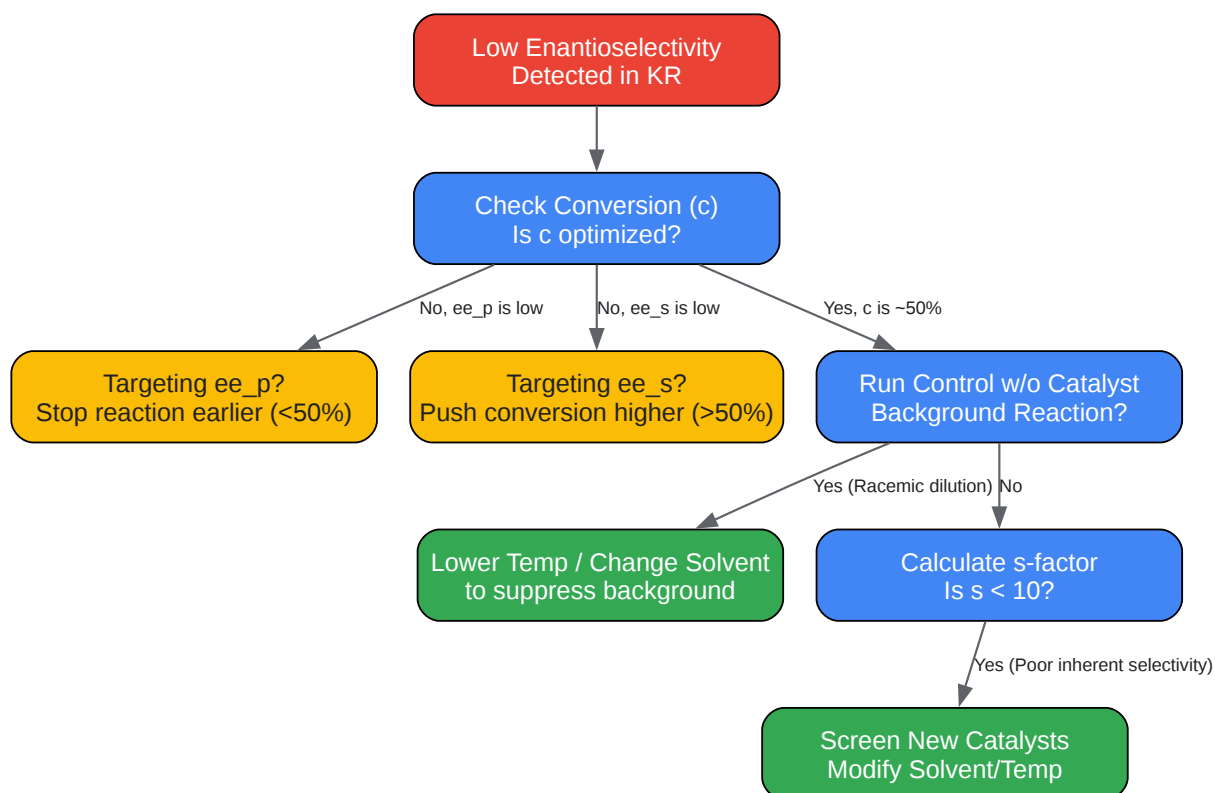 Low Enantioselectivity
Detected in KR
Check Conversion (c)
Is c optimized?
No, ee_p is low
No, ee_s is low
Yes, c is ~50%
Targeting ee_p?
Stop reaction earlier (<50%)
Targeting ee_s?
Push conversion higher (>50%)
Run Control w/o Catalyst
Background Reaction?
Yes (Racemic dilution)
No
Lower Temp / Change Solvent
to suppress background
Calculate s-factor
Is s < 10?
Yes (Poor inherent selectivity)
Screen New Catalysts
Modify Solvent/Temp